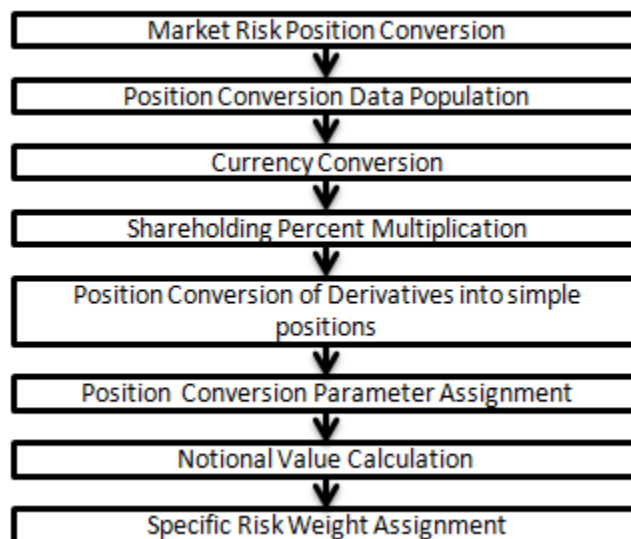 Market Risk Position Conversion
Position Conversion Data Population
Currency Conversion
Shareholding Percent Multiplication
Position Conversion of Derivatives into simple
positions
Position Conversion Parameter Assignment
Notional Value Calculation
Specific Risk Weight Assignment